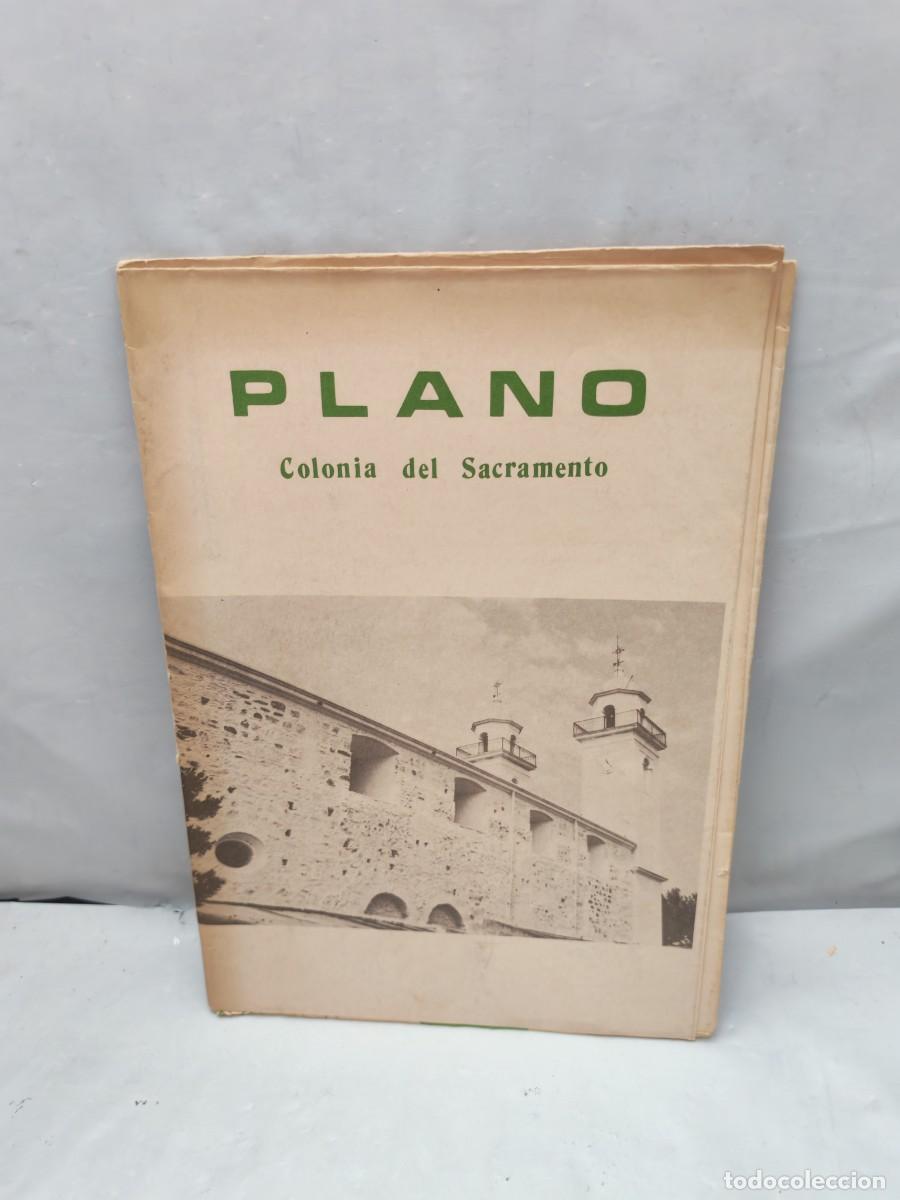 PLANO
Colonia del Sacramento
todocoleccion